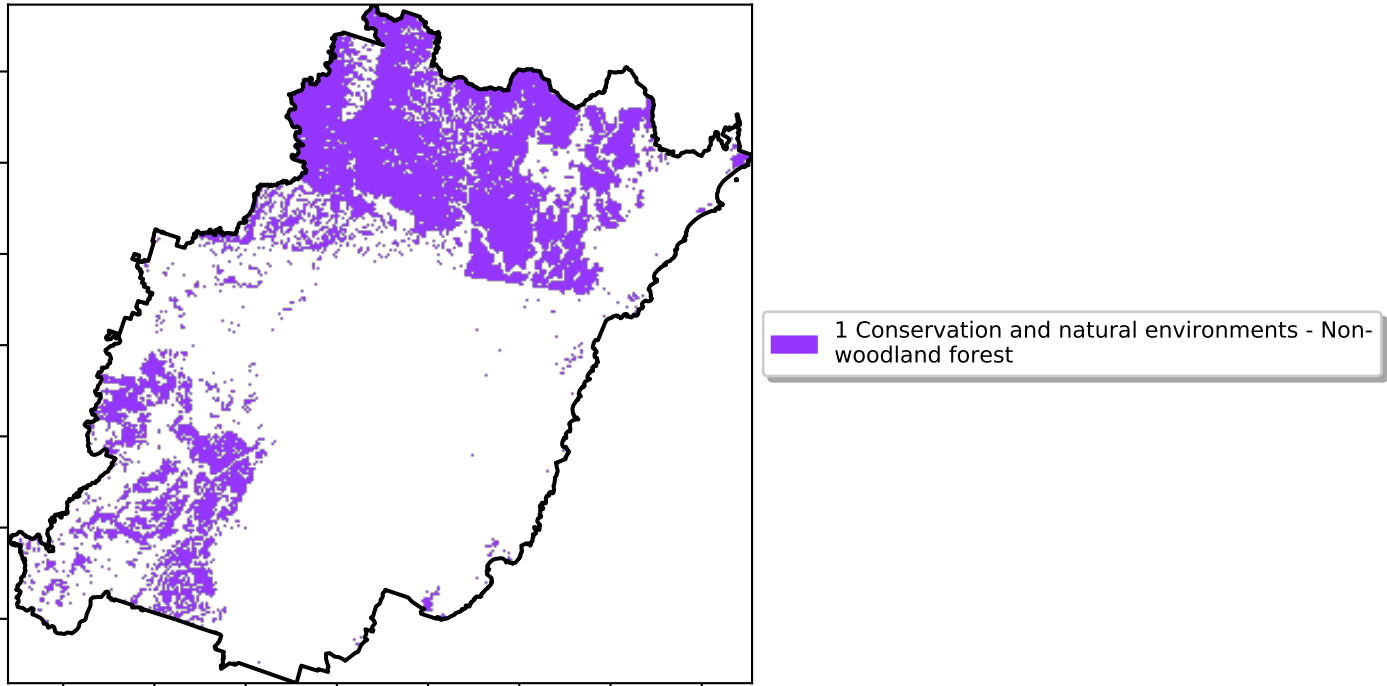 1 Conservation and natural environments - Non-
woodland forest